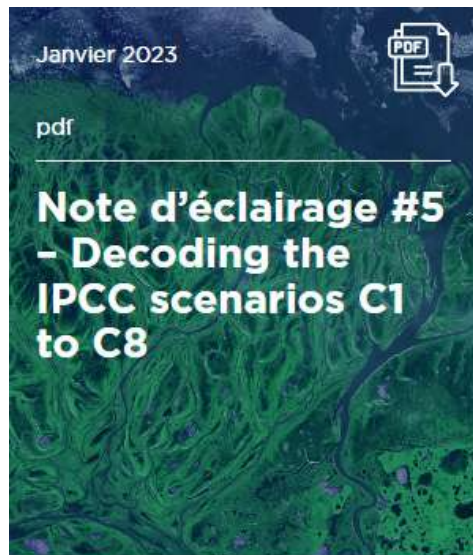 Janvier 2023
PDF
pdf
Note d'éclairage #5
– Decoding the
IPCC scenarios C1
to C8